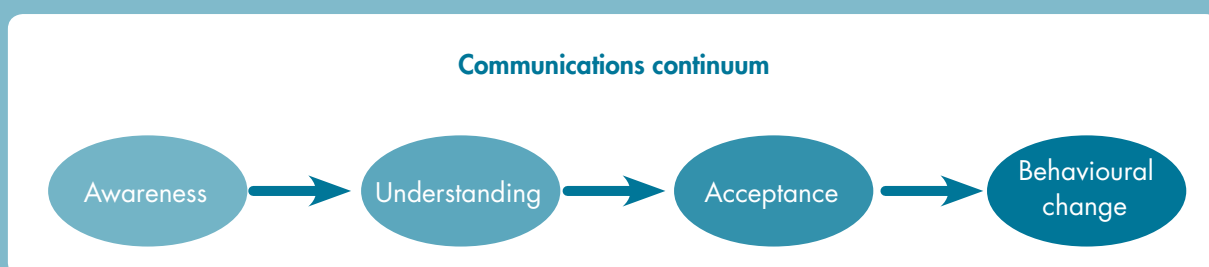 Communications continuum
Awareness
Understanding
Acceptance
Behavioural
change